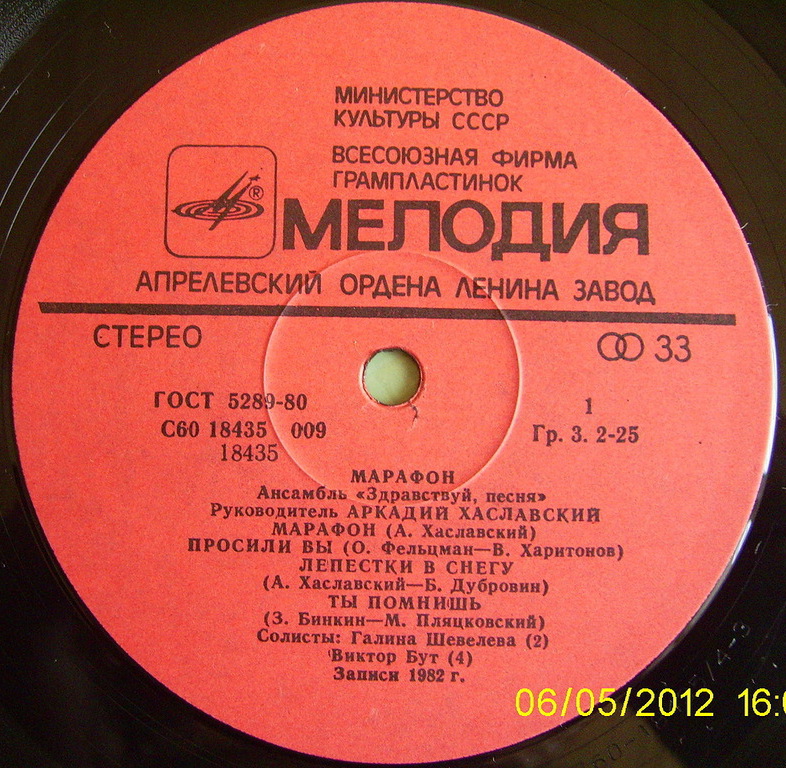 МИНИСТЕРСТВО
КУЛЬТУРЫ СССР
ВСЕСОЮЗНАЯ ФИРМА
ГРАМПЛАСТИНОК
®
МЕЛОДИЯ
АПРЕЛЕВСКИЙ ОРДЕНА ЛЕНИНА ЗАВОД
СТЕРЕО
33
ГОСТ 5289-80
1
С60 18435 009
Гр. 3. 2-25
18435
МАРАФОН
Ансамбль «Здравствуй, песня»
Руководитель АРКАДИЙ ХАСЛАВСКИЙ
МАРАФОН (А. Хаславский)
ПРОСИЛИ ВЫ (О. Фельцман—В. Харитонов)
ЛЕПЕСТКИ В СНЕГУ
(А. Хаславский—Б. Дубровин)
ТЫ ПОМНИШЬ
(З. Бинкин—М. Пляцковский)
Солисты: Галина Шевелева (2)
Виктор Бут (4)
Записи 1982 г.
06/05/2012